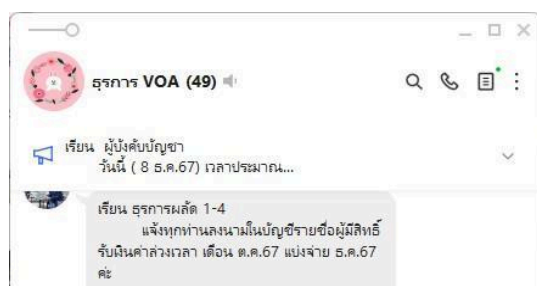 ธุรการ VOA (49)
เรียน ผู้บังคับบัญชา
วันนี้ ( 8 ธ.ค.67) เวลาประมาณ...
เรียน ธุรการผลัด 1-4
แจ้งทุกท่านลงนามในบัญชีรายชื่อผู้มีสิทธิ์
รับเงินค่าล่วงเวลา เดือน ต.ค.67 แบ่งจ่าย ธ.ค.67
ค่ะ